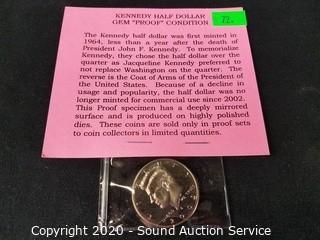 KENNEDY HALF DOLLAR
GEM "PROOF" CONDITION
72.
The Kennedy half dollar was first minted in
1964, less than a year after the death of
President John F. Kennedy. To memorialize
Kennedy, they chose the half dollar over the
quarter as Jacqueline Kennedy preferred to
not replace Washington on the quarter. The
reverse is the Coat of Arms of the President of
the United States. Because of a decline in
usage and popularity, the half dollar was no
longer minted for commercial use since 2002.
This Proof specimen has a deeply mirrored
surface and is produced on highly polished
dies. These coins are sold only in proof sets
to coin collectors in limited quantities.
Copyright 2020 - Sound Auction Service